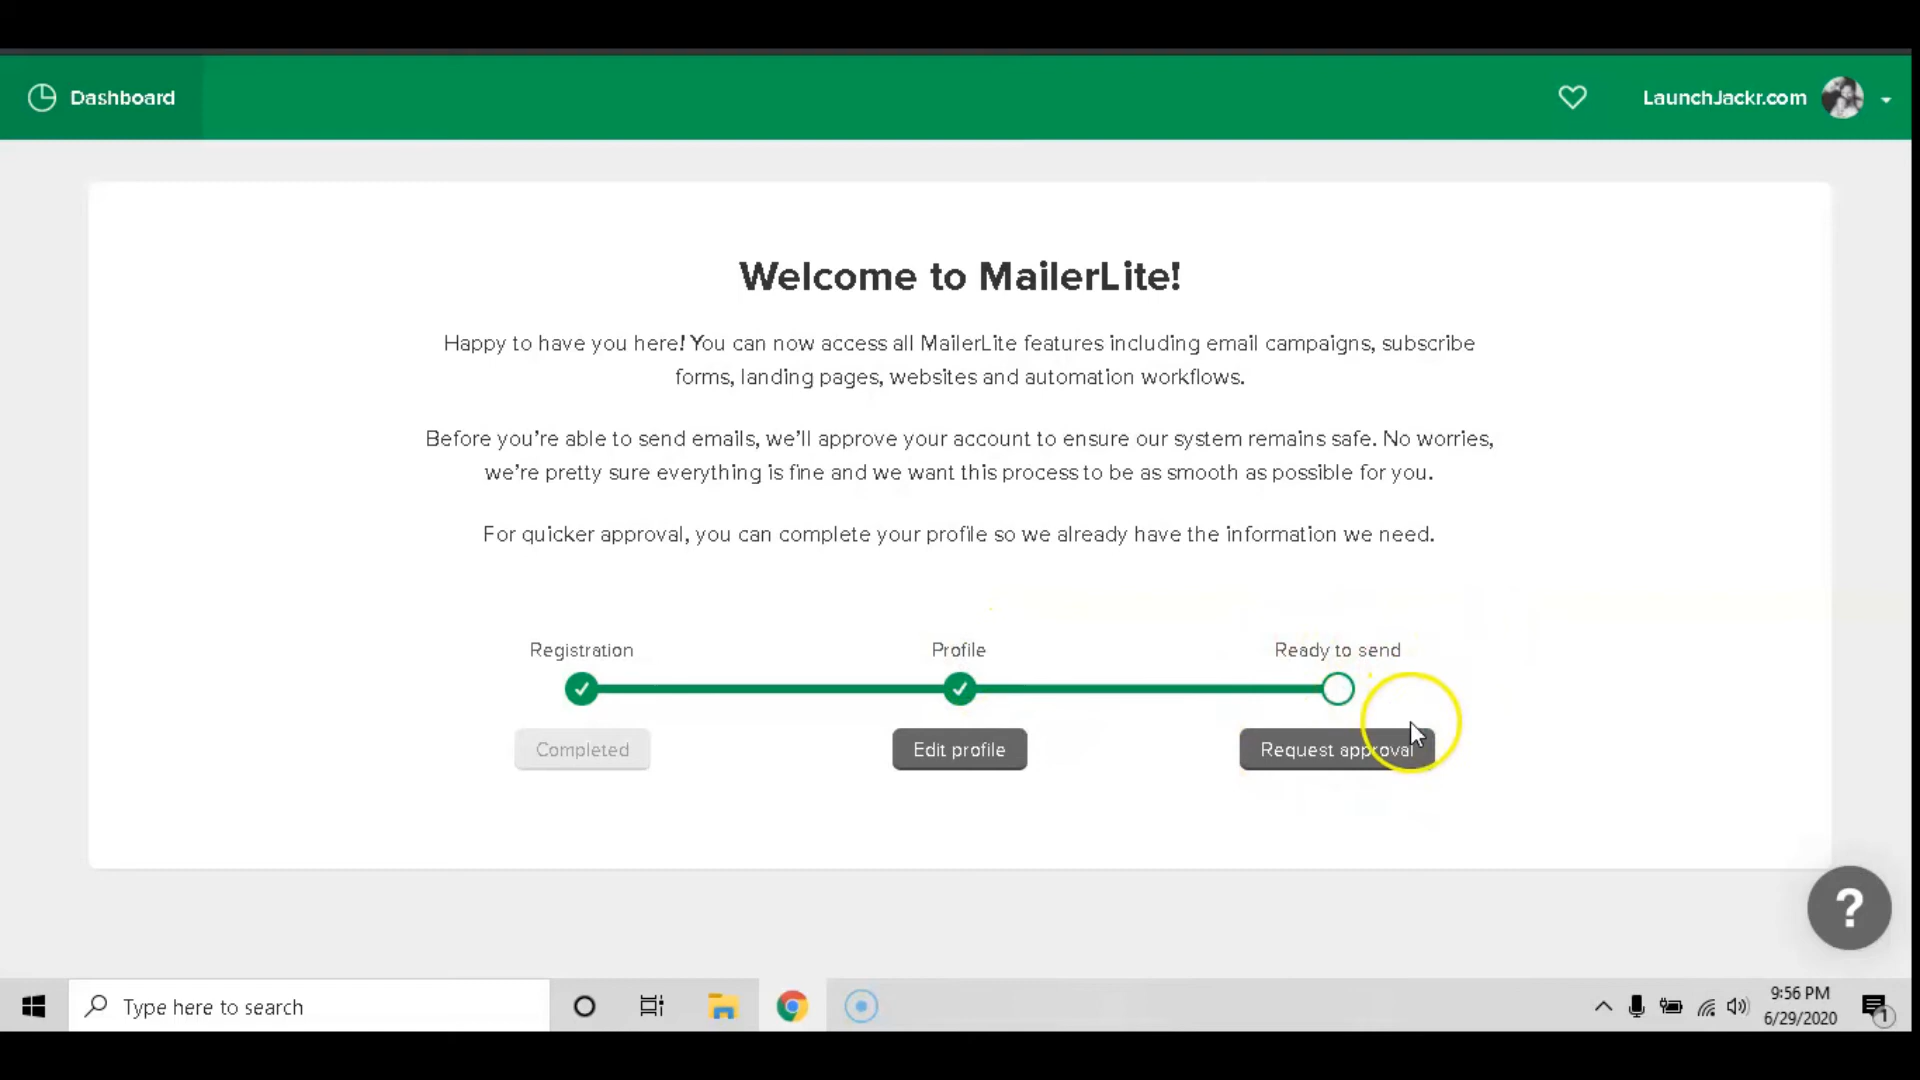 Dashboard
LaunchJackr.com
Welcome to MailerLite!
Happy to have you here! You can now access all MailerLite features including email campaigns, subscribe
forms, landing pages, websites and automation workflows.
Before you're able to send emails, we'll approve your account to ensure our system remains safe. No worries,
we're pretty sure everything is fine and we want this process to be as smooth as possible for you.
For quicker approval, you can complete your profile so we already have the information we need.
Registration
Profile
Ready to send
Completed
Edit profile
Request approval
?
Type here to search
9:56 PM
6/29/2020
1